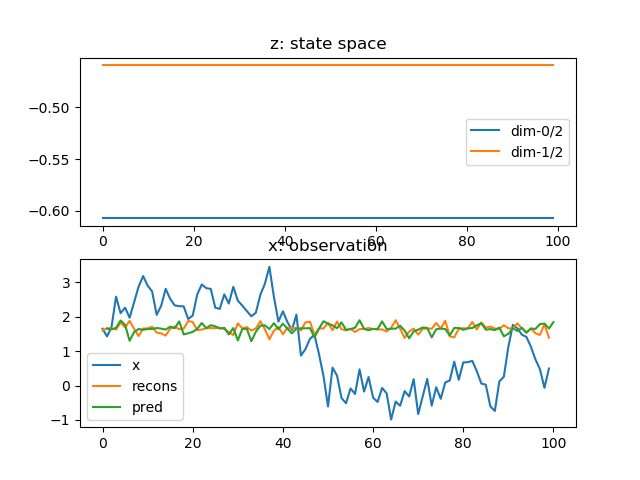 z: state space
−0.50
−0.55
−0.60
dim-0/2
dim-1/2
0 20 40 60 80 100
x: observation
3
2
1
0
−1
x
recons
pred
0 20 40 60 80 100